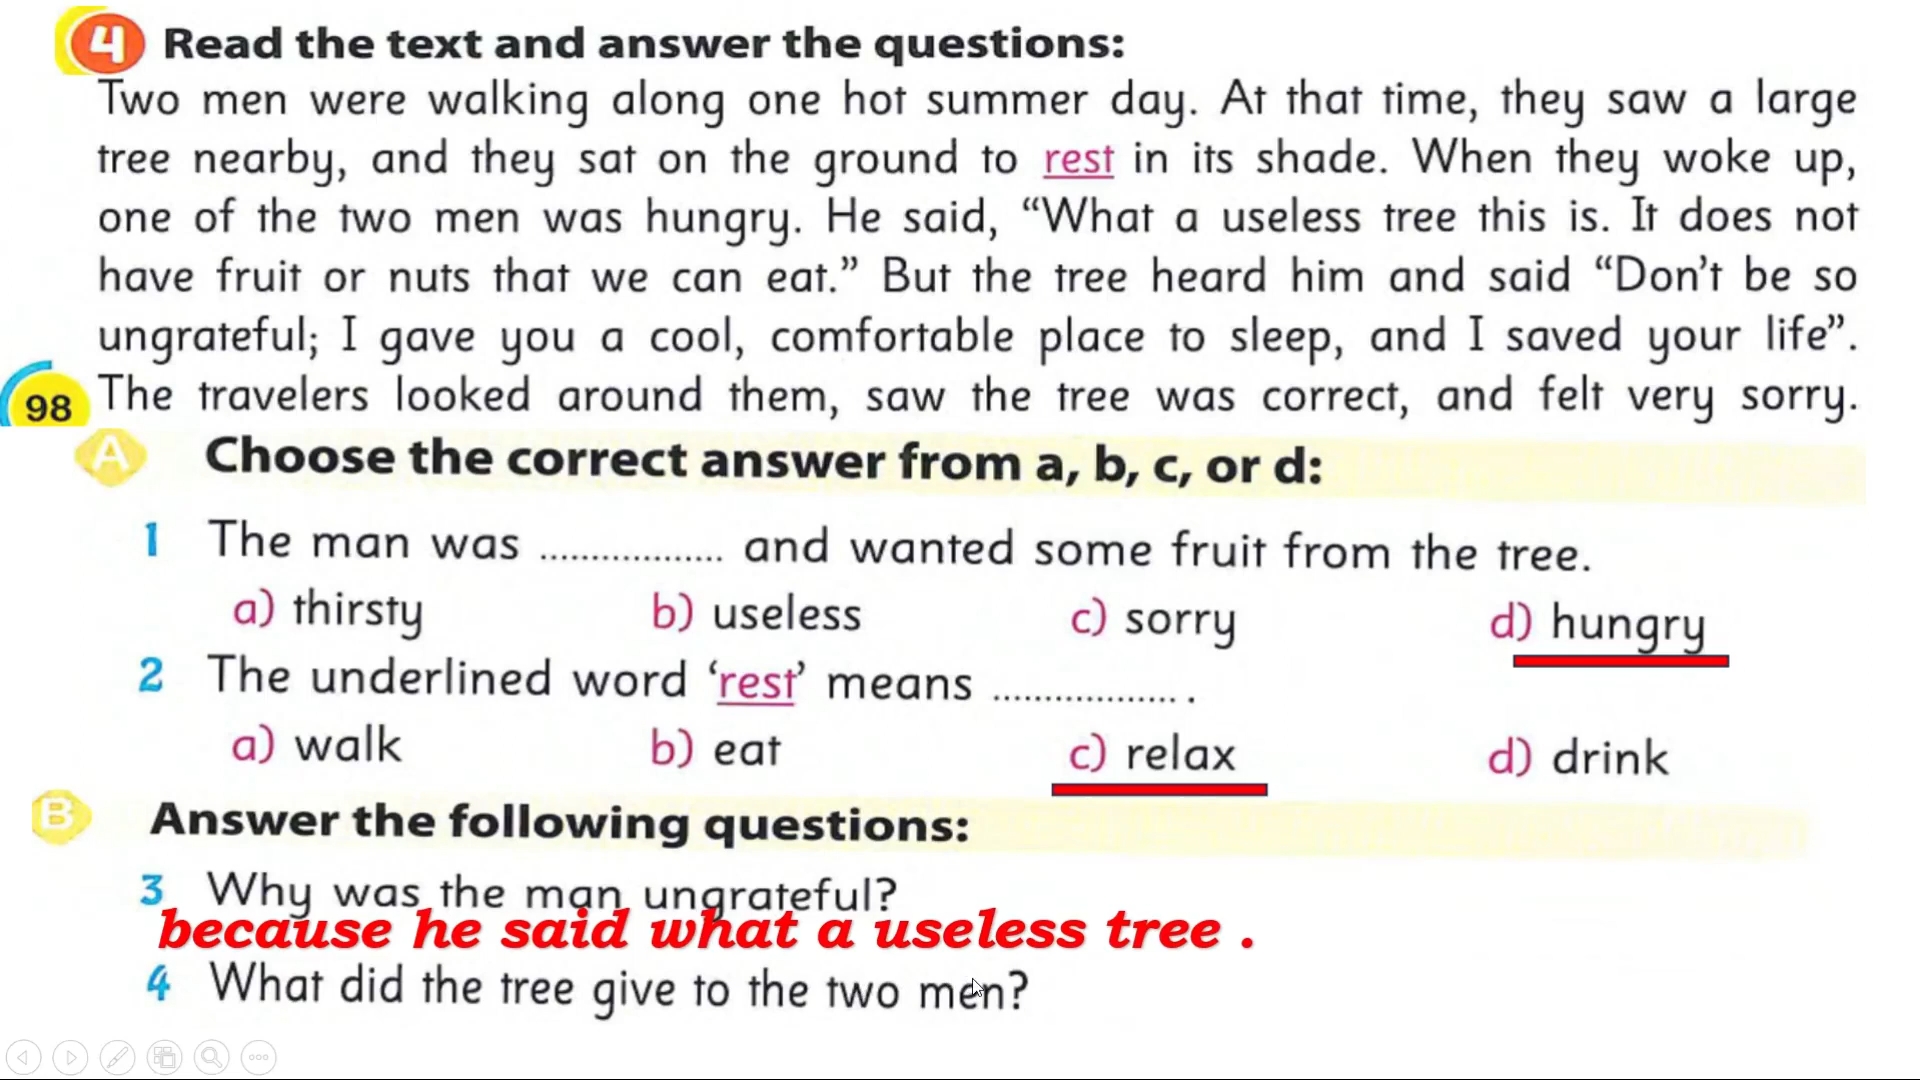 4 Read the text and answer the questions:
Two men were walking along one hot summer day. At that time, they saw a large
tree nearby, and they sat on the ground to rest in its shade. When they woke up,
one of the two men was hungry. He said, “What a useless tree this is. It does not
have fruit or nuts that we can eat.” But the tree heard him and said “Don’t be so
ungrateful; I gave you a cool, comfortable place to sleep, and I saved your life”.
98 The travelers looked around them, saw the tree was correct, and felt very sorry.
A Choose the correct answer from a, b, c, or d:
1 The man was .................. and wanted some fruit from the tree.
a) thirsty b) useless c) sorry d) hungry
2 The underlined word ‘rest’ means .................. .
a) walk b) eat c) relax d) drink
B Answer the following questions:
3 Why was the man ungrateful?
because he said what a useless tree .
4 What did the tree give to the two men?